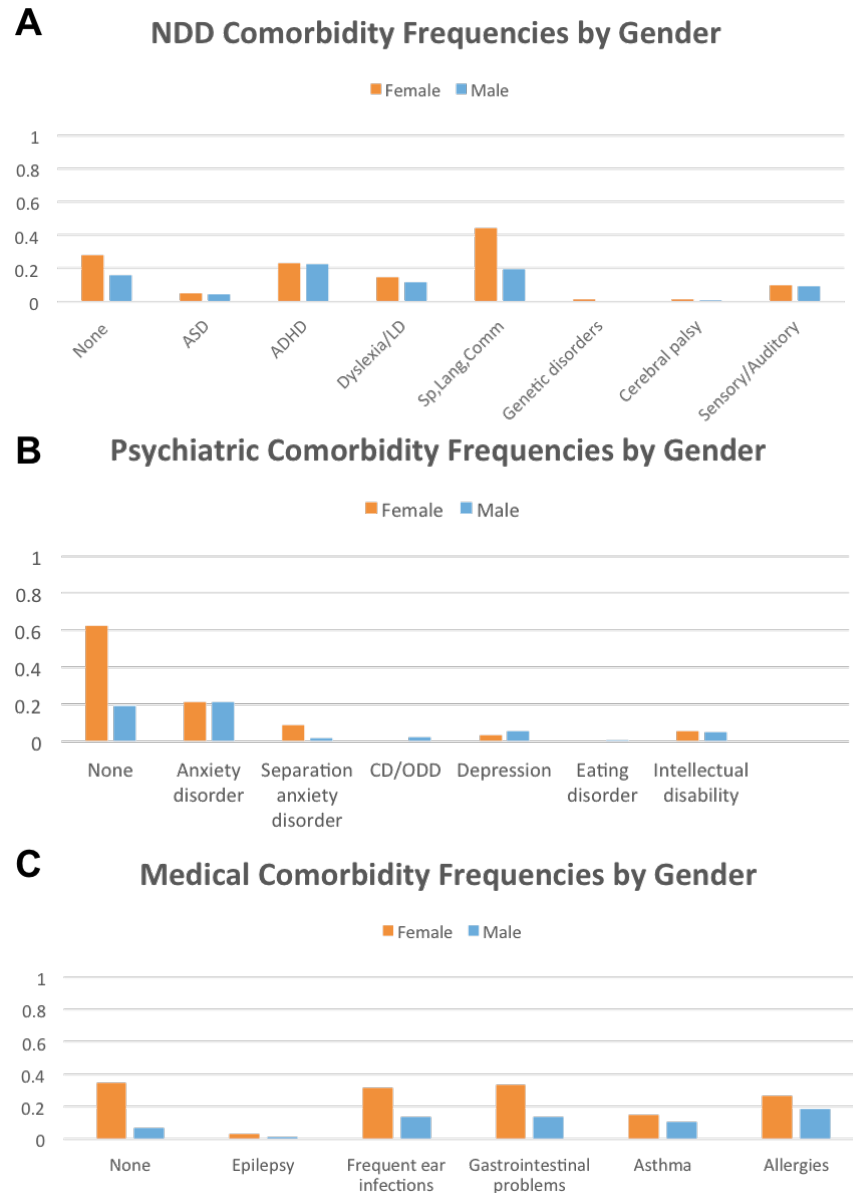 A
NDD Comorbidity Frequencies by Gender
Female Male
1
0.8
0.6
0.4
0.2
0
None
ASD
ADHD
Dyslexia/LD
Sp,Lang,Comm
Genetic disorders
Cerebral palsy
Sensory/Auditory
B
Psychiatric Comorbidity Frequencies by Gender
Female Male
1
0.8
0.6
0.4
0.2
0
None
Anxiety
disorder
Separation
anxiety
disorder
CD/ODD
Depression
Eating
disorder
Intellectual
disability
C
Medical Comorbidity Frequencies by Gender
Female Male
1
0.8
0.6
0.4
0.2
0
None
Epilepsy
Frequent ear
infections
Gastrointestinal
problems
Asthma
Allergies